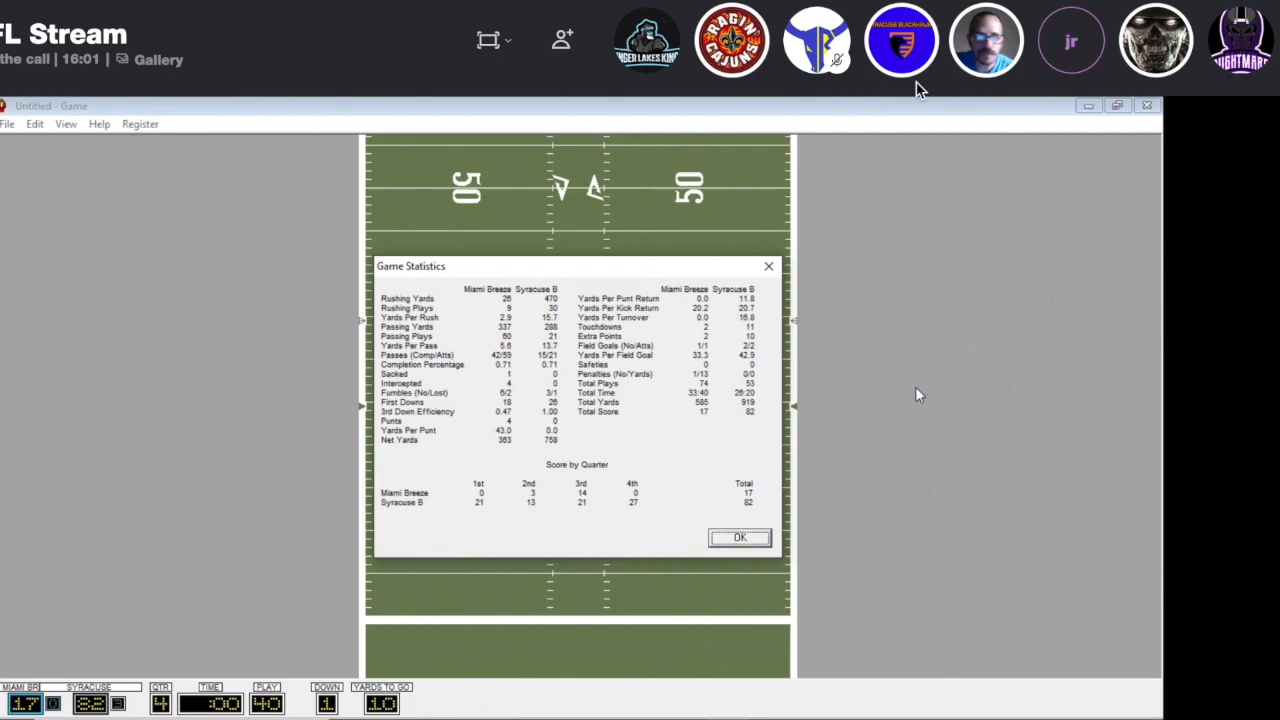 FL Stream
the call | 16:01 | Gallery
NGER LAKES KING
RAGIN CAJUNS
jr
NIGHTMARE
Untitled - Game
File Edit View Help Register
50 50
Game Statistics
Miami Breeze Syracuse B Miami Breeze Syracuse B
Rushing Yards 26 470 Yards Per Punt Return 0.0 11.8
Rushing Plays 9 30 Yards Per Kick Return 20.2 20.7
Yards Per Rush 2.9 15.7 Yards Per Turnover 0.0 16.8
Passing Yards 337 288 Touchdowns 2 11
Passing Plays 60 21 Extra Points 2 10
Yards Per Pass 5.6 13.7 Field Goals (No/Atts) 1/1 2/2
Passes (Comp/Atts) 42/59 15/21 Yards Per Field Goal 33.3 42.9
Completion Percentage 0.71 0.71 Safeties 0 0
Sacked 1 0 Penalties (No/Yards) 1/13 0/0
Intercepted 4 0 Total Plays 74 53
Fumbles (No/Lost) 6/2 3/1 Total Time 33:40 26:20
First Downs 18 26 Total Yards 585 919
3rd Down Efficiency 0.47 1.00 Total Score 17 82
Punts 4 0
Yards Per Punt 43.0 0.0
Net Yards 363 758
Score by Quarter
1st 2nd 3rd 4th Total
Miami Breeze 0 3 14 0 17
Syracuse B 21 13 21 27 82
OK
MIAMI BR SYRACUSE QTR TIME PLAY DOWN YARDS TO GO
17 0 82 3 4 :00 40 1 10